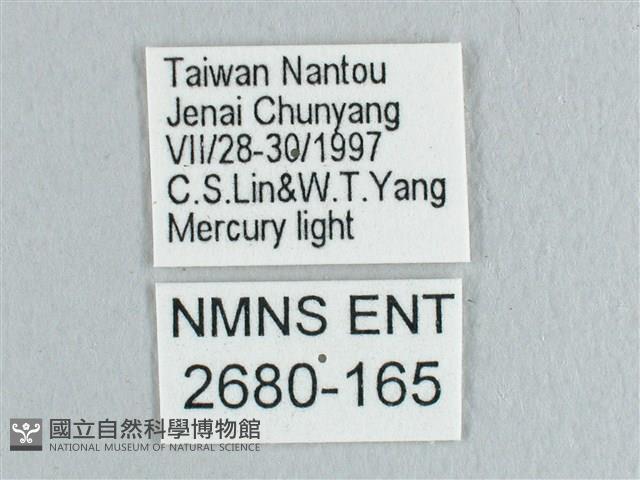 Taiwan Nantou
Jenai Chunyang
VII/28-30/1997
C.S.Lin&W.T.Yang
Mercury light
NMNS ENT
2680-165
國立自然科學博物館
NATIONAL MUSEUM OF NATURAL SCIENCE